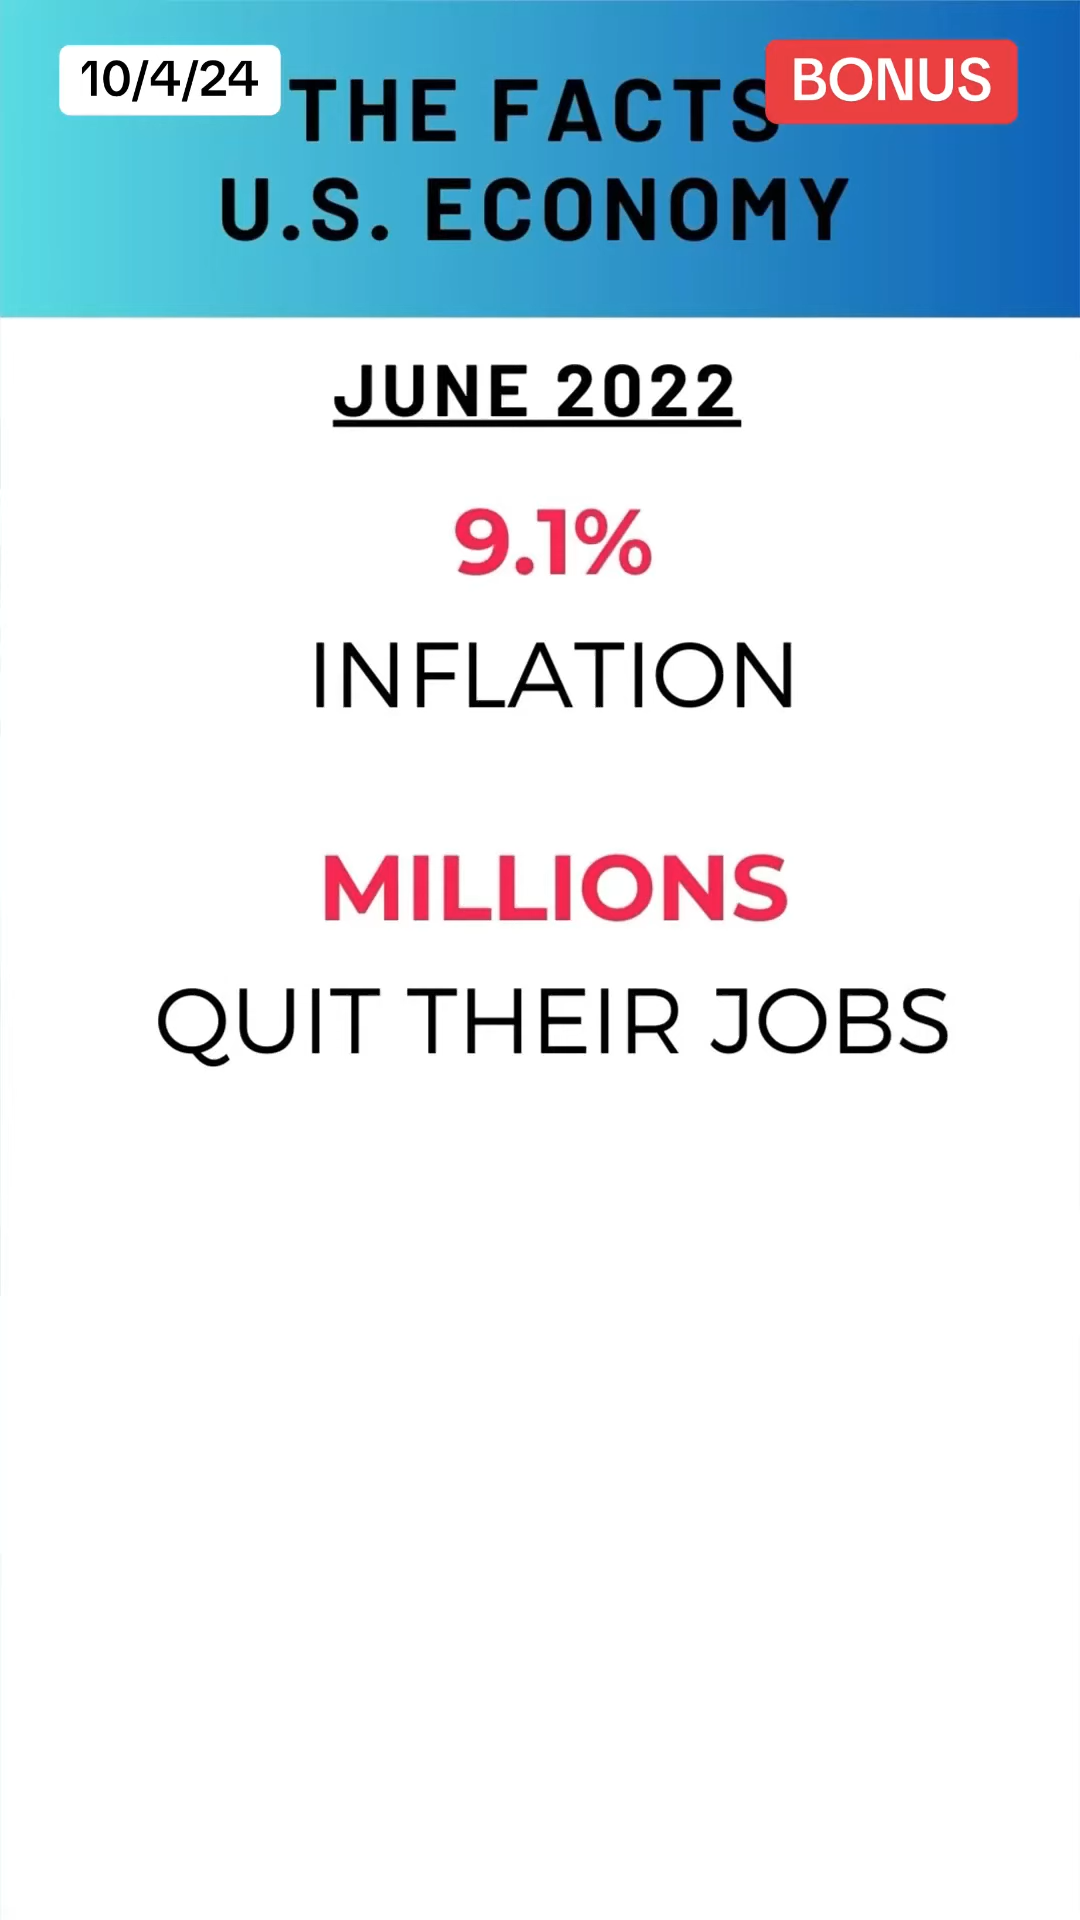 10/4/24
BONUS
THE FACTS
U.S. ECONOMY
JUNE 2022
9.1%
INFLATION
MILLIONS
QUIT THEIR JOBS